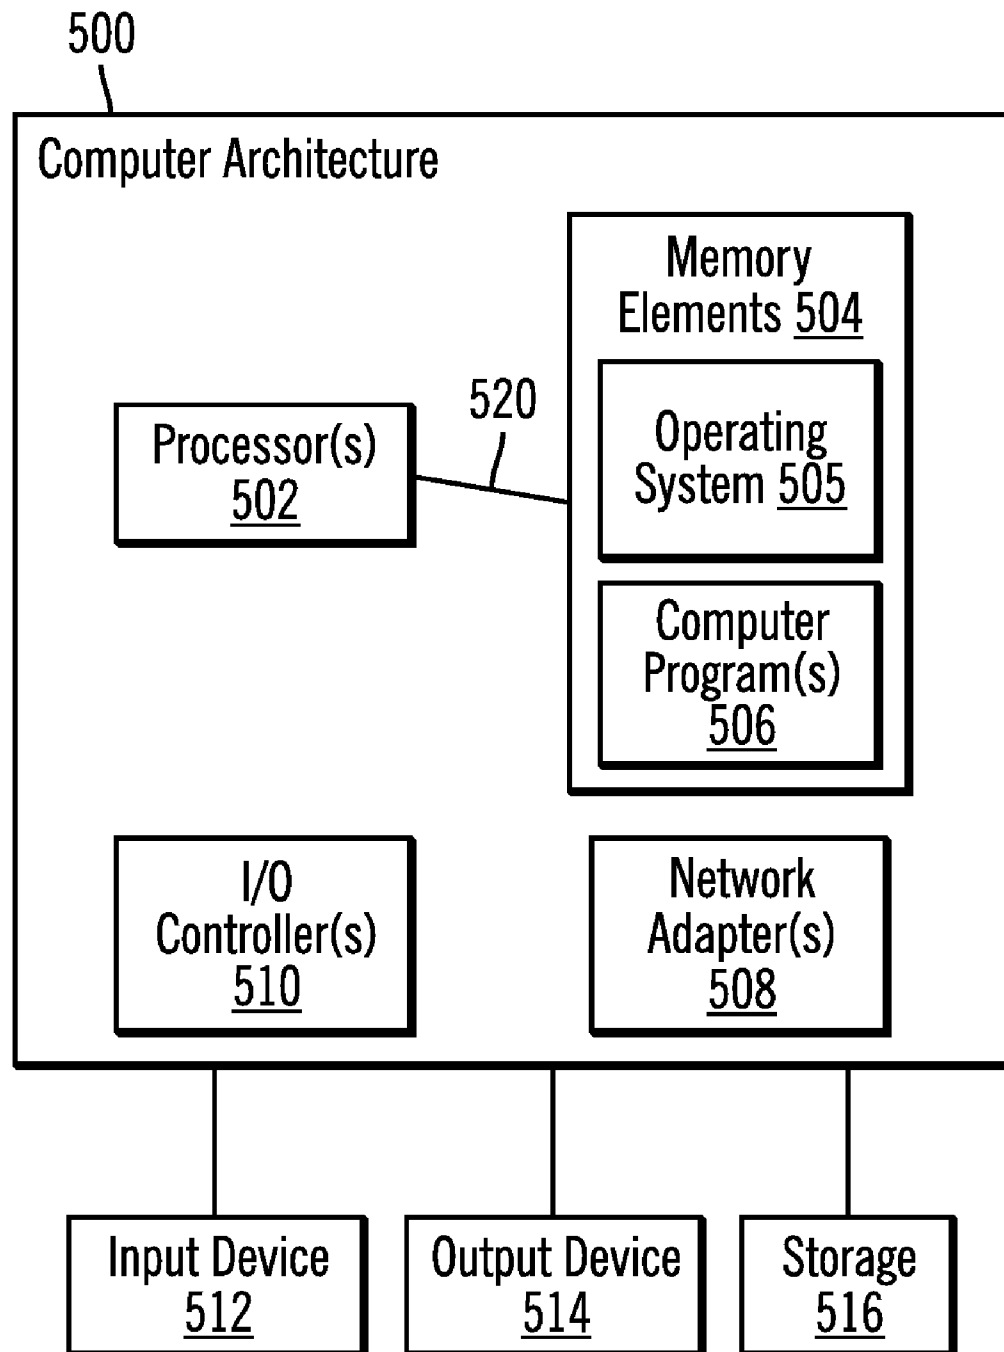 500
Computer Architecture
Memory
Elements 504
520
Processor(s)
502
Operating
System 505
Computer
Program(s)
506
I/O
Controller(s)
510
Network
Adapter(s)
508
Input Device
512
Output Device
514
Storage
516